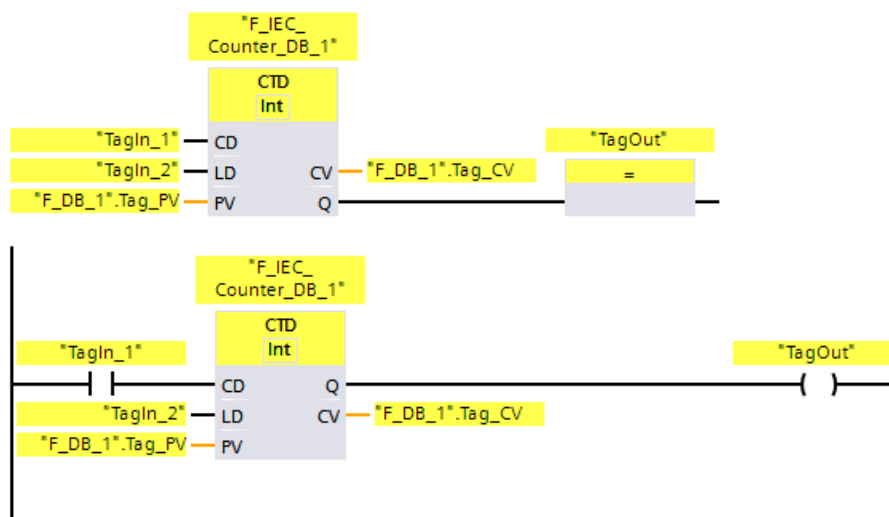 "F_IEC_
Counter_DB_1"
CTD
Int
"TagIn_1" CD
"TagOut"
"TagIn_2" LD CV "F_DB_1".Tag_CV =
"F_DB_1".Tag_PV PV Q
"F_IEC_
Counter_DB_1"
CTD
Int
"TagIn_1" "TagOut"
CD Q
"TagIn_2" LD CV "F_DB_1".Tag_CV
"F_DB_1".Tag_PV PV